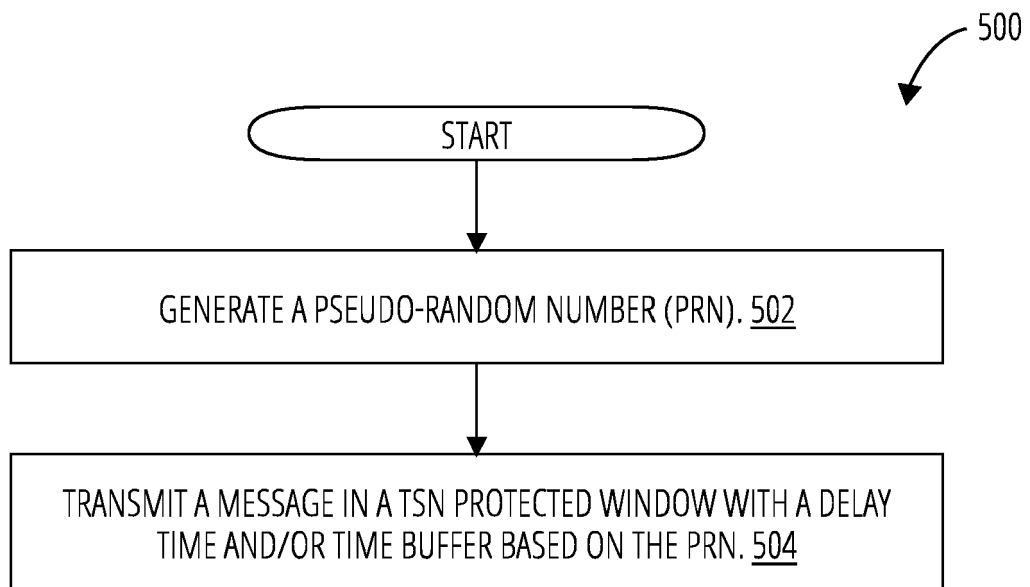 500
START
GENERATE A PSEUDO-RANDOM NUMBER (PRN). 502
TRANSMIT A MESSAGE IN A TSN PROTECTED WINDOW WITH A DELAY
TIME AND/OR TIME BUFFER BASED ON THE PRN. 504